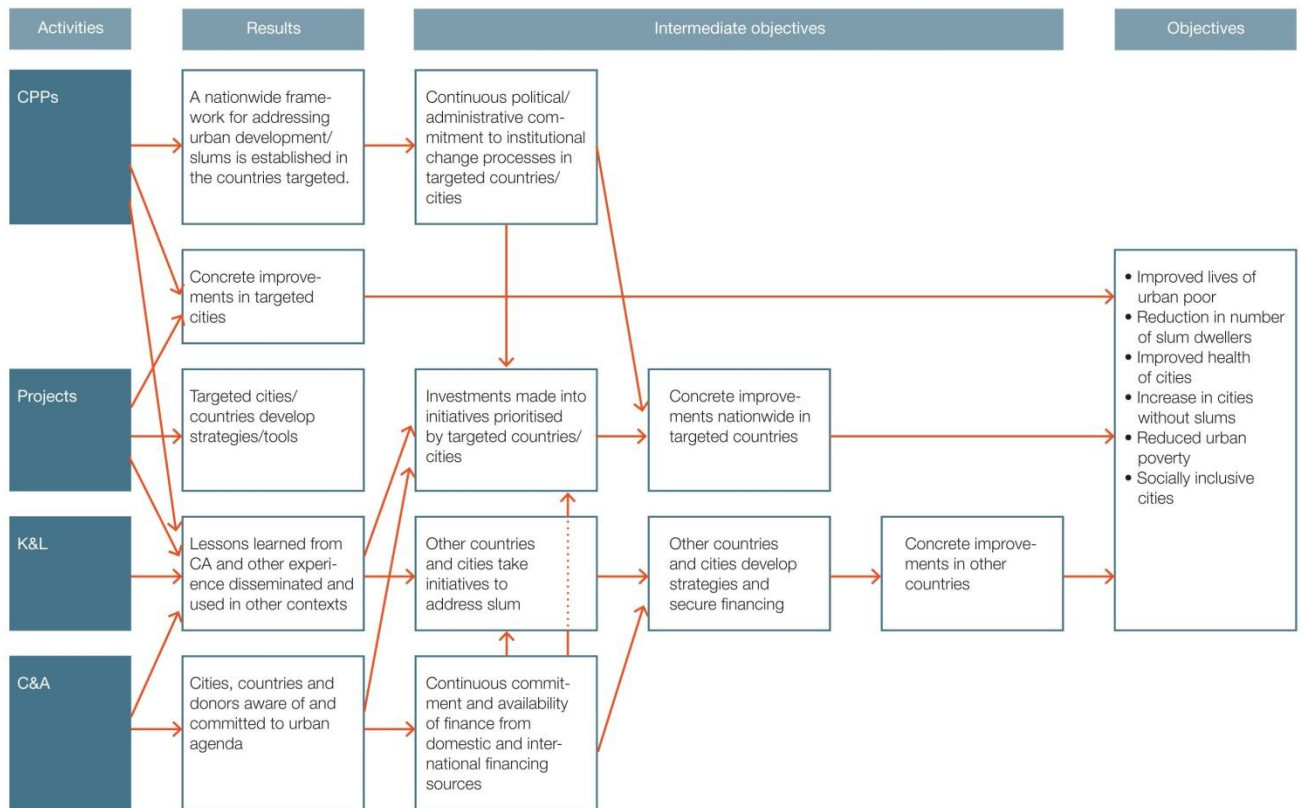 Activities
Results
Intermediate objectives
Objectives
CPPs
A nationwide frame-
work for addressing
urban development/
slums is established in
the countries targeted.
Continuous political/
administrative com-
mitment to institutional
change processes in
targeted countries/
cities
Concrete improve-
ments in targeted
cities
• Improved lives of
urban poor
• Reduction in number
of slum dwellers
• Improved health
of cities
• Increase in cities
without slums
• Reduced urban
poverty
• Socially inclusive
cities
Projects
Targeted cities/
countries develop
strategies/tools
Investments made into
initiatives prioritised
by targeted countries/
cities
Concrete improve-
ments nationwide in
targeted countries
K&L
Lessons learned from
CA and other experi-
ence disseminated and
used in other contexts
Other countries
and cities take
initiatives to
address slum
Other countries
and cities develop
strategies and
secure financing
Concrete improve-
ments in other
countries
C&A
Cities, countries and
donors aware of and
committed to urban
agenda
Continuous commit-
ment and availability
of finance from
domestic and inter-
national financing
sources